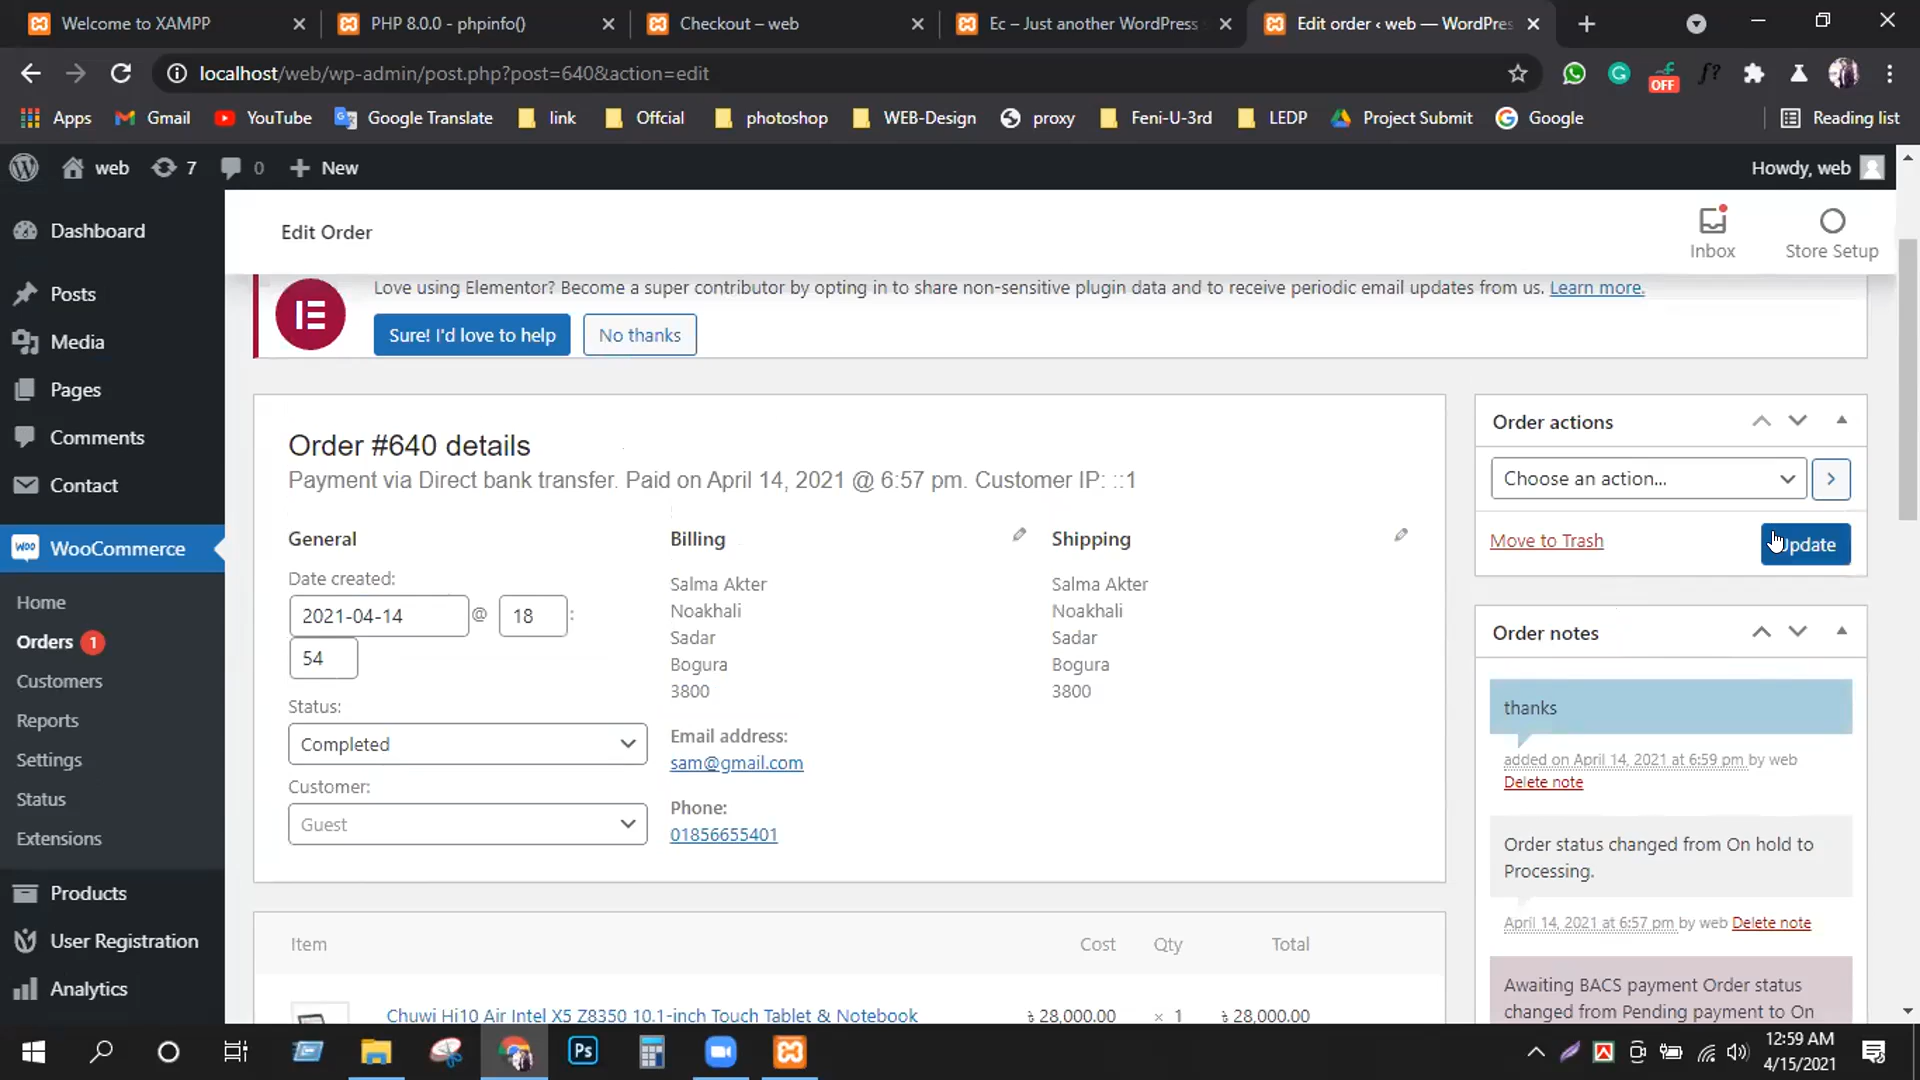 Welcome to XAMPP
PHP 8.0.0 - phpinfo()
Checkout – web
Ec – Just another WordPress
Edit order ‹ web — WordPres
localhost/web/wp-admin/post.php?post=640&action=edit
OFF
f?
Apps
Gmail
YouTube
Google Translate
link
Offcial
photoshop
WEB-Design
proxy
Feni-U-3rd
LEDP
Project Submit
Google
Reading list
web
7
0
New
Howdy, web
Dashboard
Posts
Media
Pages
Comments
Contact
WOO
WooCommerce
Home
Orders 1
Customers
Reports
Settings
Status
Extensions
Products
User Registration
Analytics
Edit Order
Inbox
Store Setup
Love using Elementor? Become a super contributor by opting in to share non-sensitive plugin data and to receive periodic email updates from us. Learn more.
Sure! I'd love to help
No thanks
Order #640 details
Payment via Direct bank transfer. Paid on April 14, 2021 @ 6:57 pm. Customer IP: ::1
General
Date created:
2021-04-14 @ 18 :
54
Status:
Completed
Customer:
Guest
Billing
Salma Akter
Noakhali
Sadar
Bogura
3800
Email address:
sam@gmail.com
Phone:
01856655401
Shipping
Salma Akter
Noakhali
Sadar
Bogura
3800
Item
Cost
Qty
Total
Chuwi Hi10 Air Intel X5 Z8350 10.1-inch Touch Tablet & Notebook
৳ 28,000.00
× 1
৳ 28,000.00
Order actions
Choose an action...
Move to Trash
Update
Order notes
thanks
added on April 14, 2021 at 6:59 pm by web
Delete note
Order status changed from On hold to
Processing.
April 14, 2021 at 6:57 pm by web Delete note
Awaiting BACS payment Order status
changed from Pending payment to On
Ps
12:59 AM
4/15/2021